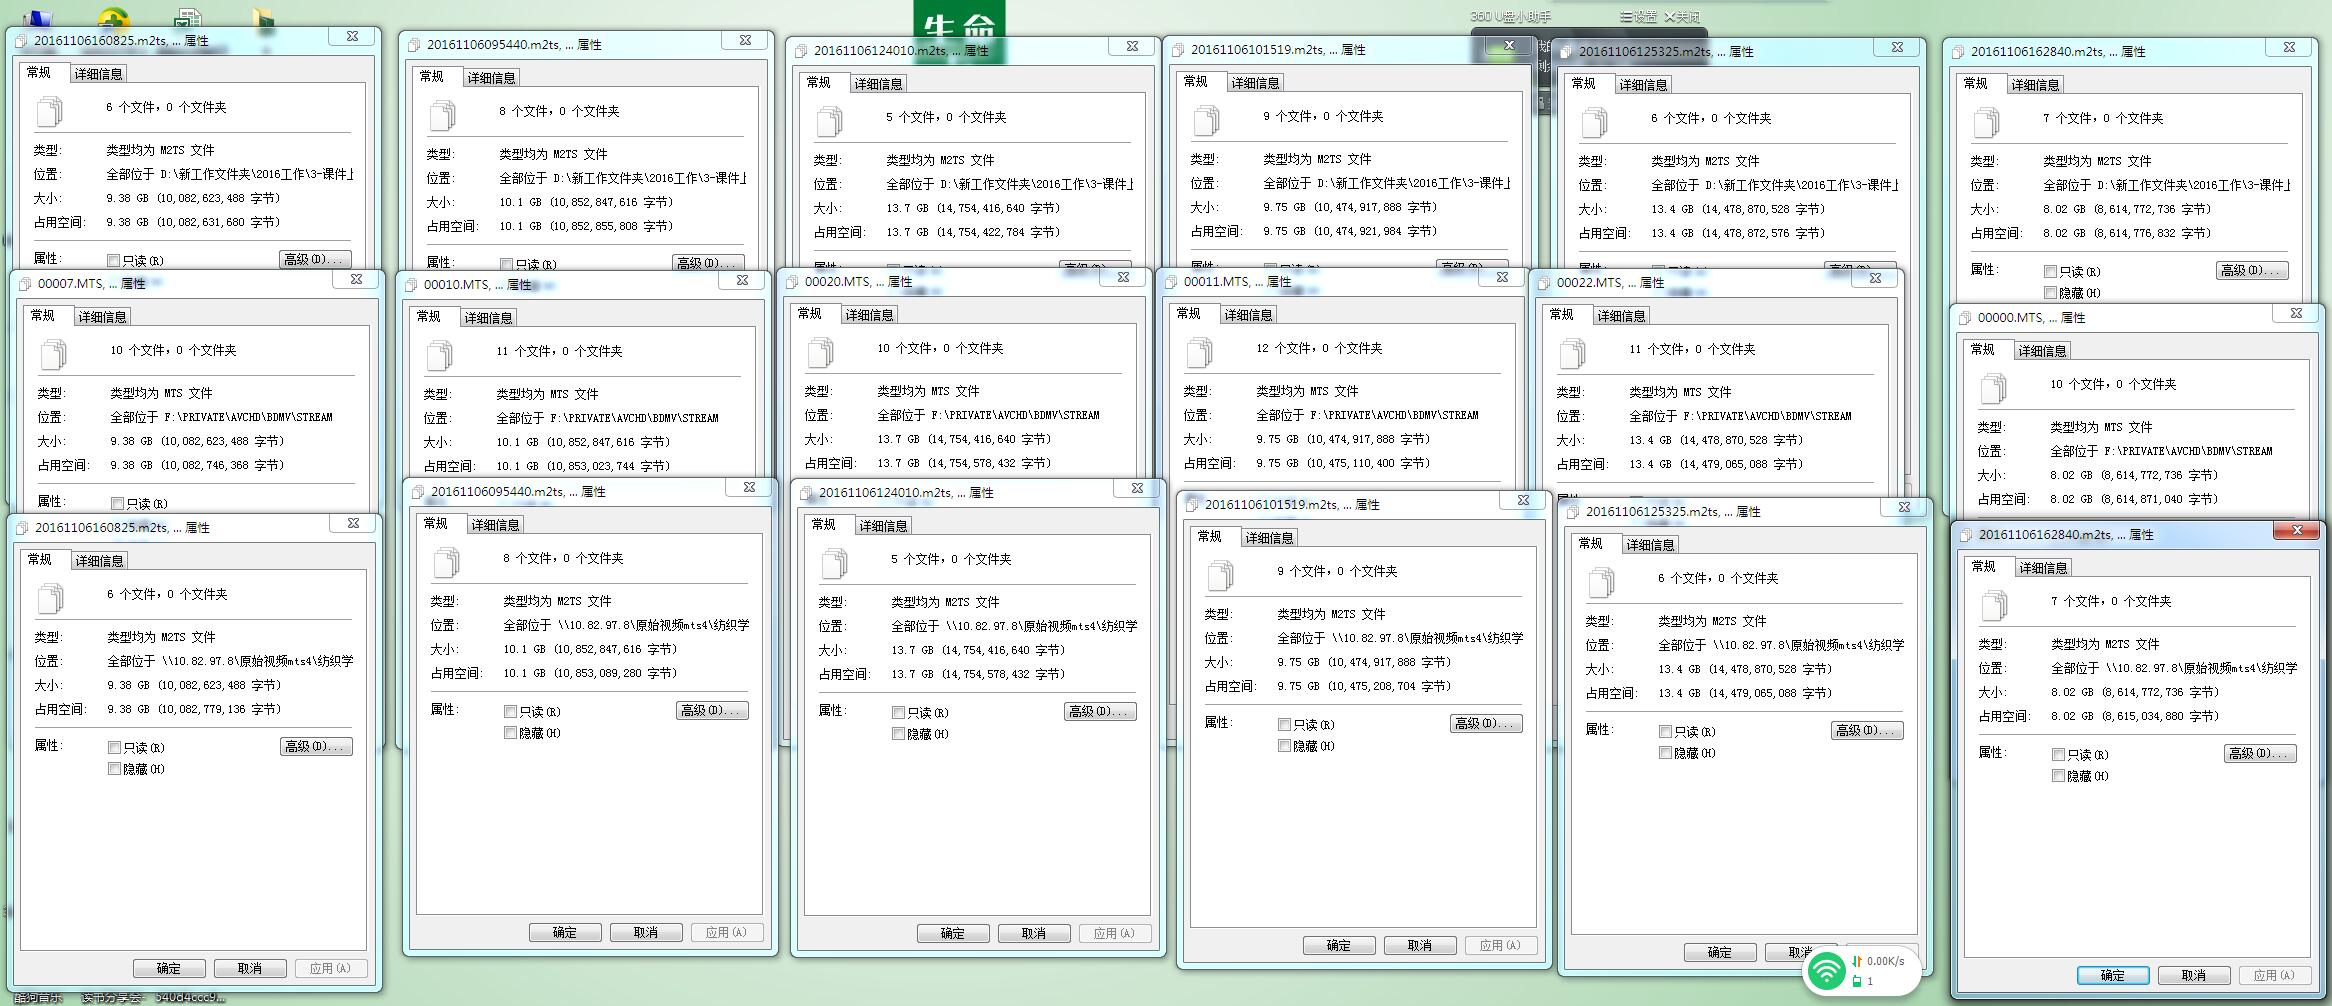 生命
360 U盘小助手
设置 关闭
20161106160825.m2ts, ... 属性
常规 详细信息
6 个文件，0 个文件夹
类型: 类型均为 M2TS 文件
位置: 全部位于 D:\新工作文件夹\2016工作\3-课件上
大小: 9.38 GB (10,082,623,488 字节)
占用空间: 9.38 GB (10,082,631,680 字节)
属性: 只读(R) 高级(D)...
20161106095440.m2ts, ... 属性
常规 详细信息
8 个文件，0 个文件夹
类型: 类型均为 M2TS 文件
位置: 全部位于 D:\新工作文件夹\2016工作\3-课件上
大小: 10.1 GB (10,852,847,616 字节)
占用空间: 10.1 GB (10,852,855,808 字节)
属性: 只读(R) 高级(D)...
20161106124010.m2ts, ... 属性
常规 详细信息
5 个文件，0 个文件夹
类型: 类型均为 M2TS 文件
位置: 全部位于 D:\新工作文件夹\2016工作\3-课件上
大小: 13.7 GB (14,754,416,640 字节)
占用空间: 13.7 GB (14,754,422,784 字节)
20161106101519.m2ts, ... 属性
常规 详细信息
9 个文件，0 个文件夹
类型: 类型均为 M2TS 文件
位置: 全部位于 D:\新工作文件夹\2016工作\3-课件上
大小: 9.75 GB (10,474,917,888 字节)
占用空间: 9.75 GB (10,474,921,984 字节)
20161106125325.m2ts, ... 属性
常规 详细信息
6 个文件，0 个文件夹
类型: 类型均为 M2TS 文件
位置: 全部位于 D:\新工作文件夹\2016工作\3-课件上
大小: 13.4 GB (14,478,870,528 字节)
占用空间: 13.4 GB (14,478,872,576 字节)
20161106162840.m2ts, ... 属性
常规 详细信息
7 个文件，0 个文件夹
类型: 类型均为 M2TS 文件
位置: 全部位于 D:\新工作文件夹\2016工作\3-课件上
大小: 8.02 GB (8,614,772,736 字节)
占用空间: 8.02 GB (8,614,776,832 字节)
属性: 只读(R) 高级(D)...
隐藏(H)
00007.MTS, ... 属性
常规 详细信息
10 个文件，0 个文件夹
类型: 类型均为 MTS 文件
位置: 全部位于 F:\PRIVATE\AVCHD\BDMV\STREAM
大小: 9.38 GB (10,082,623,488 字节)
占用空间: 9.38 GB (10,082,746,368 字节)
属性: 只读(R)
00010.MTS, ... 属性
常规 详细信息
11 个文件，0 个文件夹
类型: 类型均为 MTS 文件
位置: 全部位于 F:\PRIVATE\AVCHD\BDMV\STREAM
大小: 10.1 GB (10,852,847,616 字节)
占用空间: 10.1 GB (10,853,023,744 字节)
00020.MTS, ... 属性
常规 详细信息
10 个文件，0 个文件夹
类型: 类型均为 MTS 文件
位置: 全部位于 F:\PRIVATE\AVCHD\BDMV\STREAM
大小: 13.7 GB (14,754,416,640 字节)
占用空间: 13.7 GB (14,754,578,432 字节)
00011.MTS, ... 属性
常规 详细信息
12 个文件，0 个文件夹
类型: 类型均为 MTS 文件
位置: 全部位于 F:\PRIVATE\AVCHD\BDMV\STREAM
大小: 9.75 GB (10,474,917,888 字节)
占用空间: 9.75 GB (10,475,110,400 字节)
00022.MTS, ... 属性
常规 详细信息
11 个文件，0 个文件夹
类型: 类型均为 MTS 文件
位置: 全部位于 F:\PRIVATE\AVCHD\BDMV\STREAM
大小: 13.4 GB (14,478,870,528 字节)
占用空间: 13.4 GB (14,479,065,088 字节)
00000.MTS, ... 属性
常规 详细信息
10 个文件，0 个文件夹
类型: 类型均为 MTS 文件
位置: 全部位于 F:\PRIVATE\AVCHD\BDMV\STREAM
大小: 8.02 GB (8,614,772,736 字节)
占用空间: 8.02 GB (8,614,871,040 字节)
20161106160825.m2ts, ... 属性
常规 详细信息
6 个文件，0 个文件夹
类型: 类型均为 M2TS 文件
位置: 全部位于 \\10.82.97.8\原始视频mts4\纺织学
大小: 9.38 GB (10,082,623,488 字节)
占用空间: 9.38 GB (10,082,779,136 字节)
属性: 只读(R) 高级(D)...
隐藏(H)
确定 取消 应用(A)
20161106095440.m2ts, ... 属性
常规 详细信息
8 个文件，0 个文件夹
类型: 类型均为 M2TS 文件
位置: 全部位于 \\10.82.97.8\原始视频mts4\纺织学
大小: 10.1 GB (10,852,847,616 字节)
占用空间: 10.1 GB (10,853,089,280 字节)
属性: 只读(R) 高级(D)...
隐藏(H)
确定 取消 应用(A)
20161106124010.m2ts, ... 属性
常规 详细信息
5 个文件，0 个文件夹
类型: 类型均为 M2TS 文件
位置: 全部位于 \\10.82.97.8\原始视频mts4\纺织学
大小: 13.7 GB (14,754,416,640 字节)
占用空间: 13.7 GB (14,754,578,432 字节)
属性: 只读(R) 高级(D)...
隐藏(H)
确定 取消 应用(A)
20161106101519.m2ts, ... 属性
常规 详细信息
9 个文件，0 个文件夹
类型: 类型均为 M2TS 文件
位置: 全部位于 \\10.82.97.8\原始视频mts4\纺织学
大小: 9.75 GB (10,474,917,888 字节)
占用空间: 9.75 GB (10,475,208,704 字节)
属性: 只读(R) 高级(D)...
隐藏(H)
确定 取消 应用(A)
20161106125325.m2ts, ... 属性
常规 详细信息
6 个文件，0 个文件夹
类型: 类型均为 M2TS 文件
位置: 全部位于 \\10.82.97.8\原始视频mts4\纺织学
大小: 13.4 GB (14,478,870,528 字节)
占用空间: 13.4 GB (14,479,065,088 字节)
属性: 只读(R) 高级(D)...
隐藏(H)
确定 取消
20161106162840.m2ts, ... 属性
常规 详细信息
7 个文件，0 个文件夹
类型: 类型均为 M2TS 文件
位置: 全部位于 \\10.82.97.8\原始视频mts4\纺织学
大小: 8.02 GB (8,614,772,736 字节)
占用空间: 8.02 GB (8,615,034,880 字节)
属性: 只读(R) 高级(D)...
隐藏(H)
确定 取消 应用(A)
0.00K/s
1
酷狗音乐 读书分享会- 540d4ccc9...